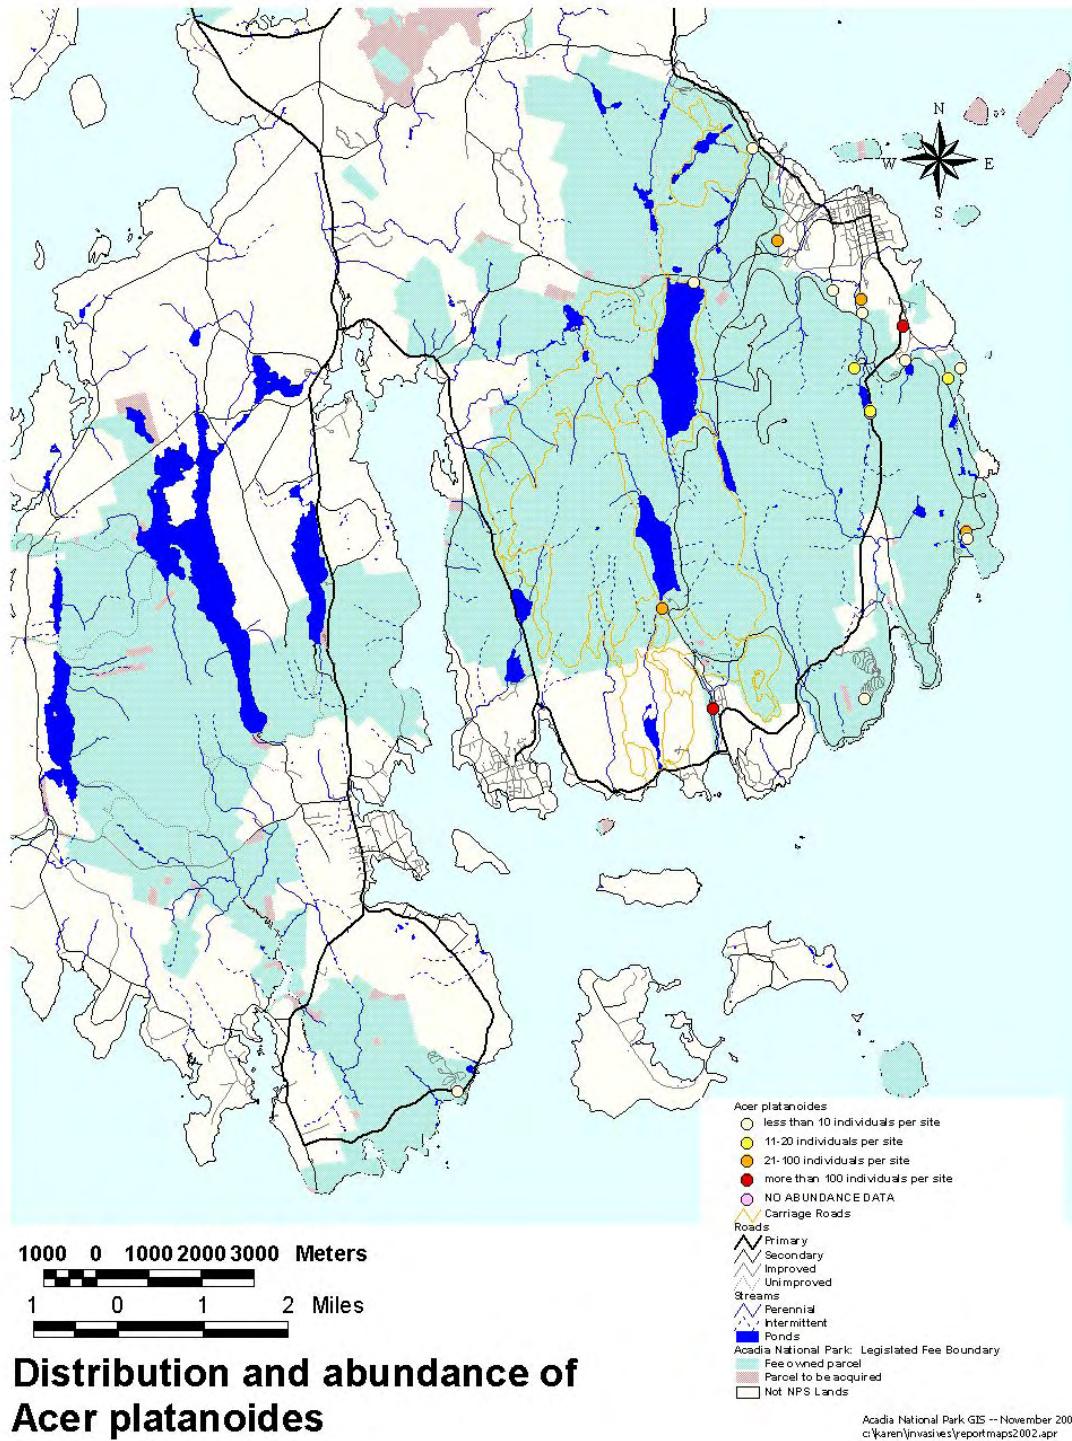 N
W
E
S
Acer platanoides
less than 10 individuals per site
11-20 individuals per site
21-100 individuals per site
more than 100 individuals per site
NO ABUNDANCE DATA
Carriage Roads
Roads
Primary
Secondary
Improved
Unimproved
Streams
Perennial
Intermittent
Ponds
Acadia National Park: Legislated Fee Boundary
Fee owned parcel
Parcel to be acquired
Not NPS Lands
1000 0 1000 2000 3000 Meters
1 0 1 2 Miles
Distribution and abundance of
Acer platanoides
Acadia National Park GIS -- November 200
c:\karen\invasives\reportmaps2002.apr